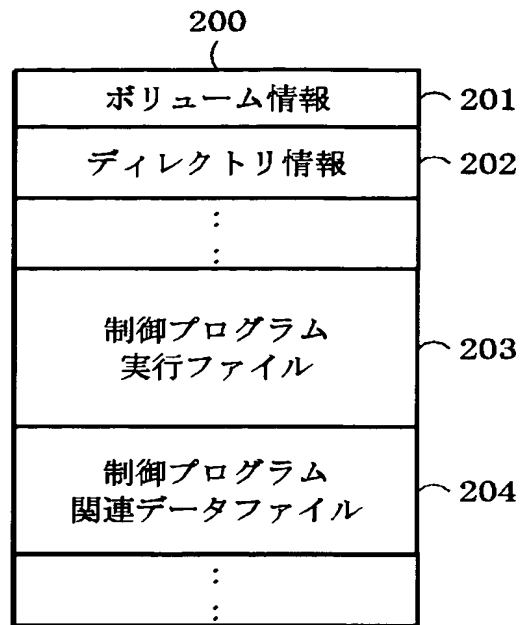 200
ボリューム情報 201
ディレクトリ情報 202
:
:
制御プログラム
実行ファイル
203
制御プログラム
関連データファイル
204
:
: